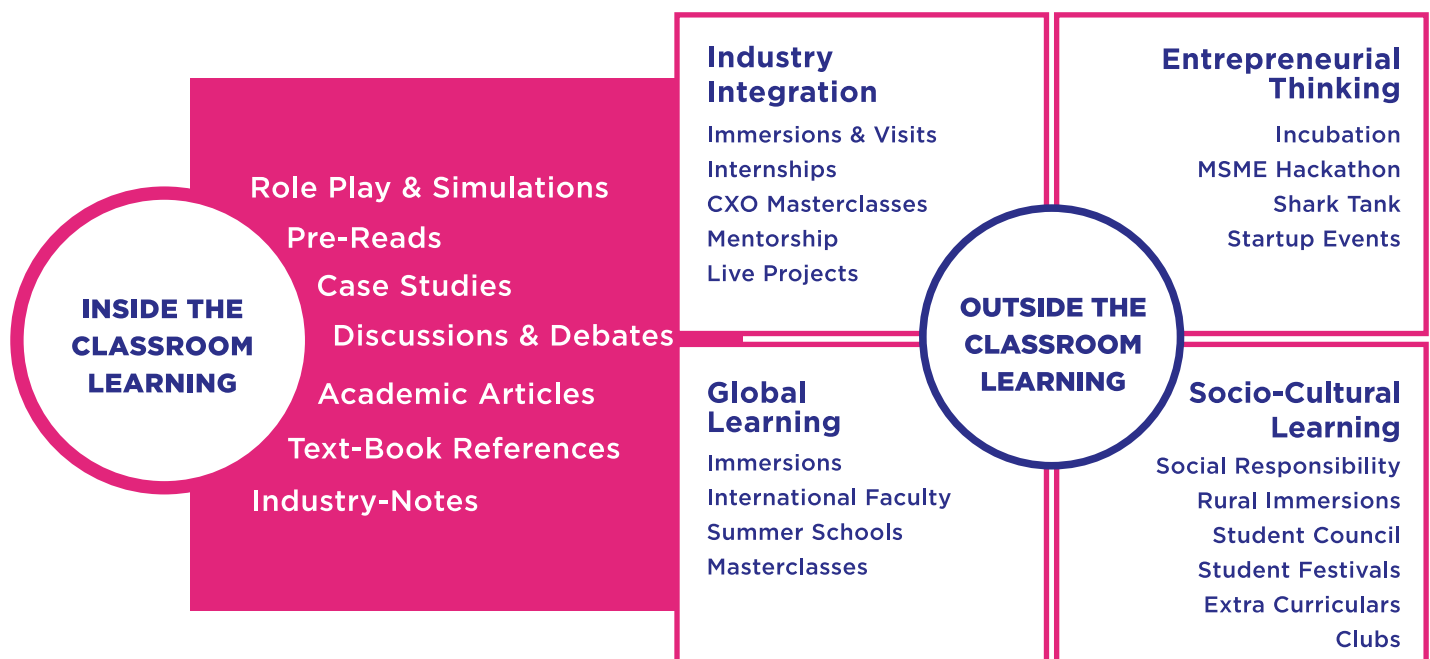 INSIDE THE
CLASSROOM
LEARNING
Role Play & Simulations
Pre-Reads
Case Studies
Discussions & Debates
Academic Articles
Text-Book References
Industry-Notes
Industry
Integration
Immersions & Visits
Internships
CXO Masterclasses
Mentorship
Live Projects
Entrepreneurial
Thinking
Incubation
MSME Hackathon
Shark Tank
Startup Events
OUTSIDE THE
CLASSROOM
LEARNING
Global
Learning
Immersions
International Faculty
Summer Schools
Masterclasses
Socio-Cultural
Learning
Social Responsibility
Rural Immersions
Student Council
Student Festivals
Extra Curriculars
Clubs